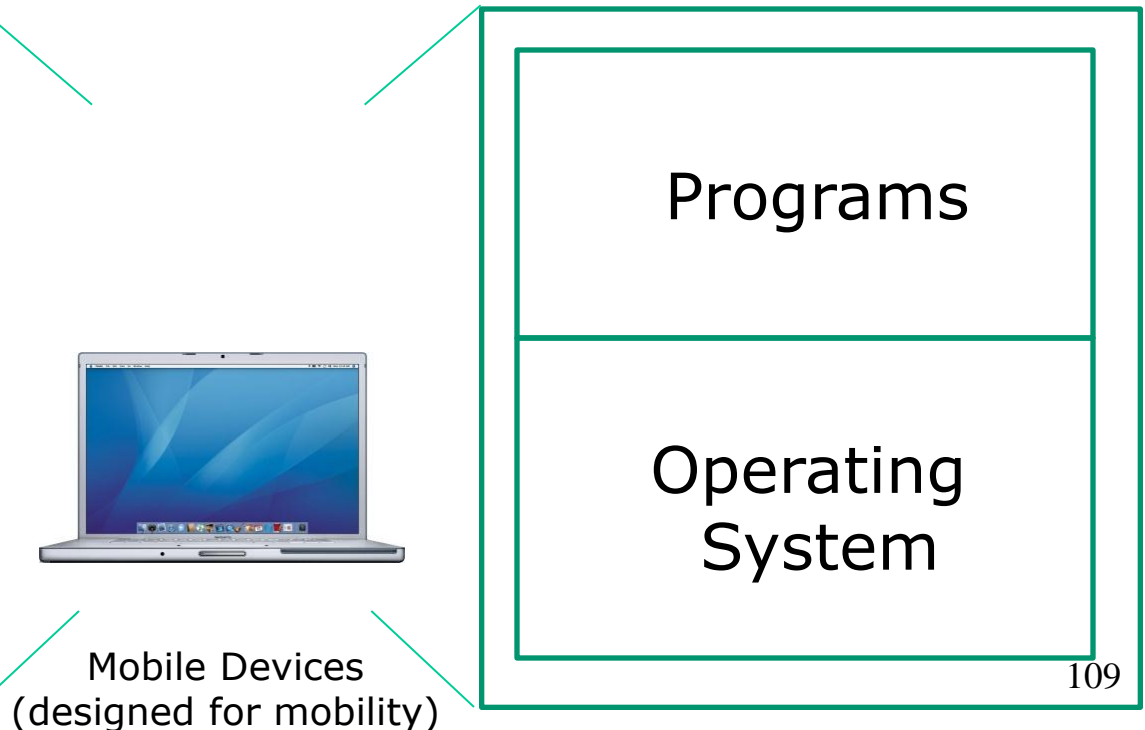 Programs
Operating
System
Mobile Devices
(designed for mobility)
109